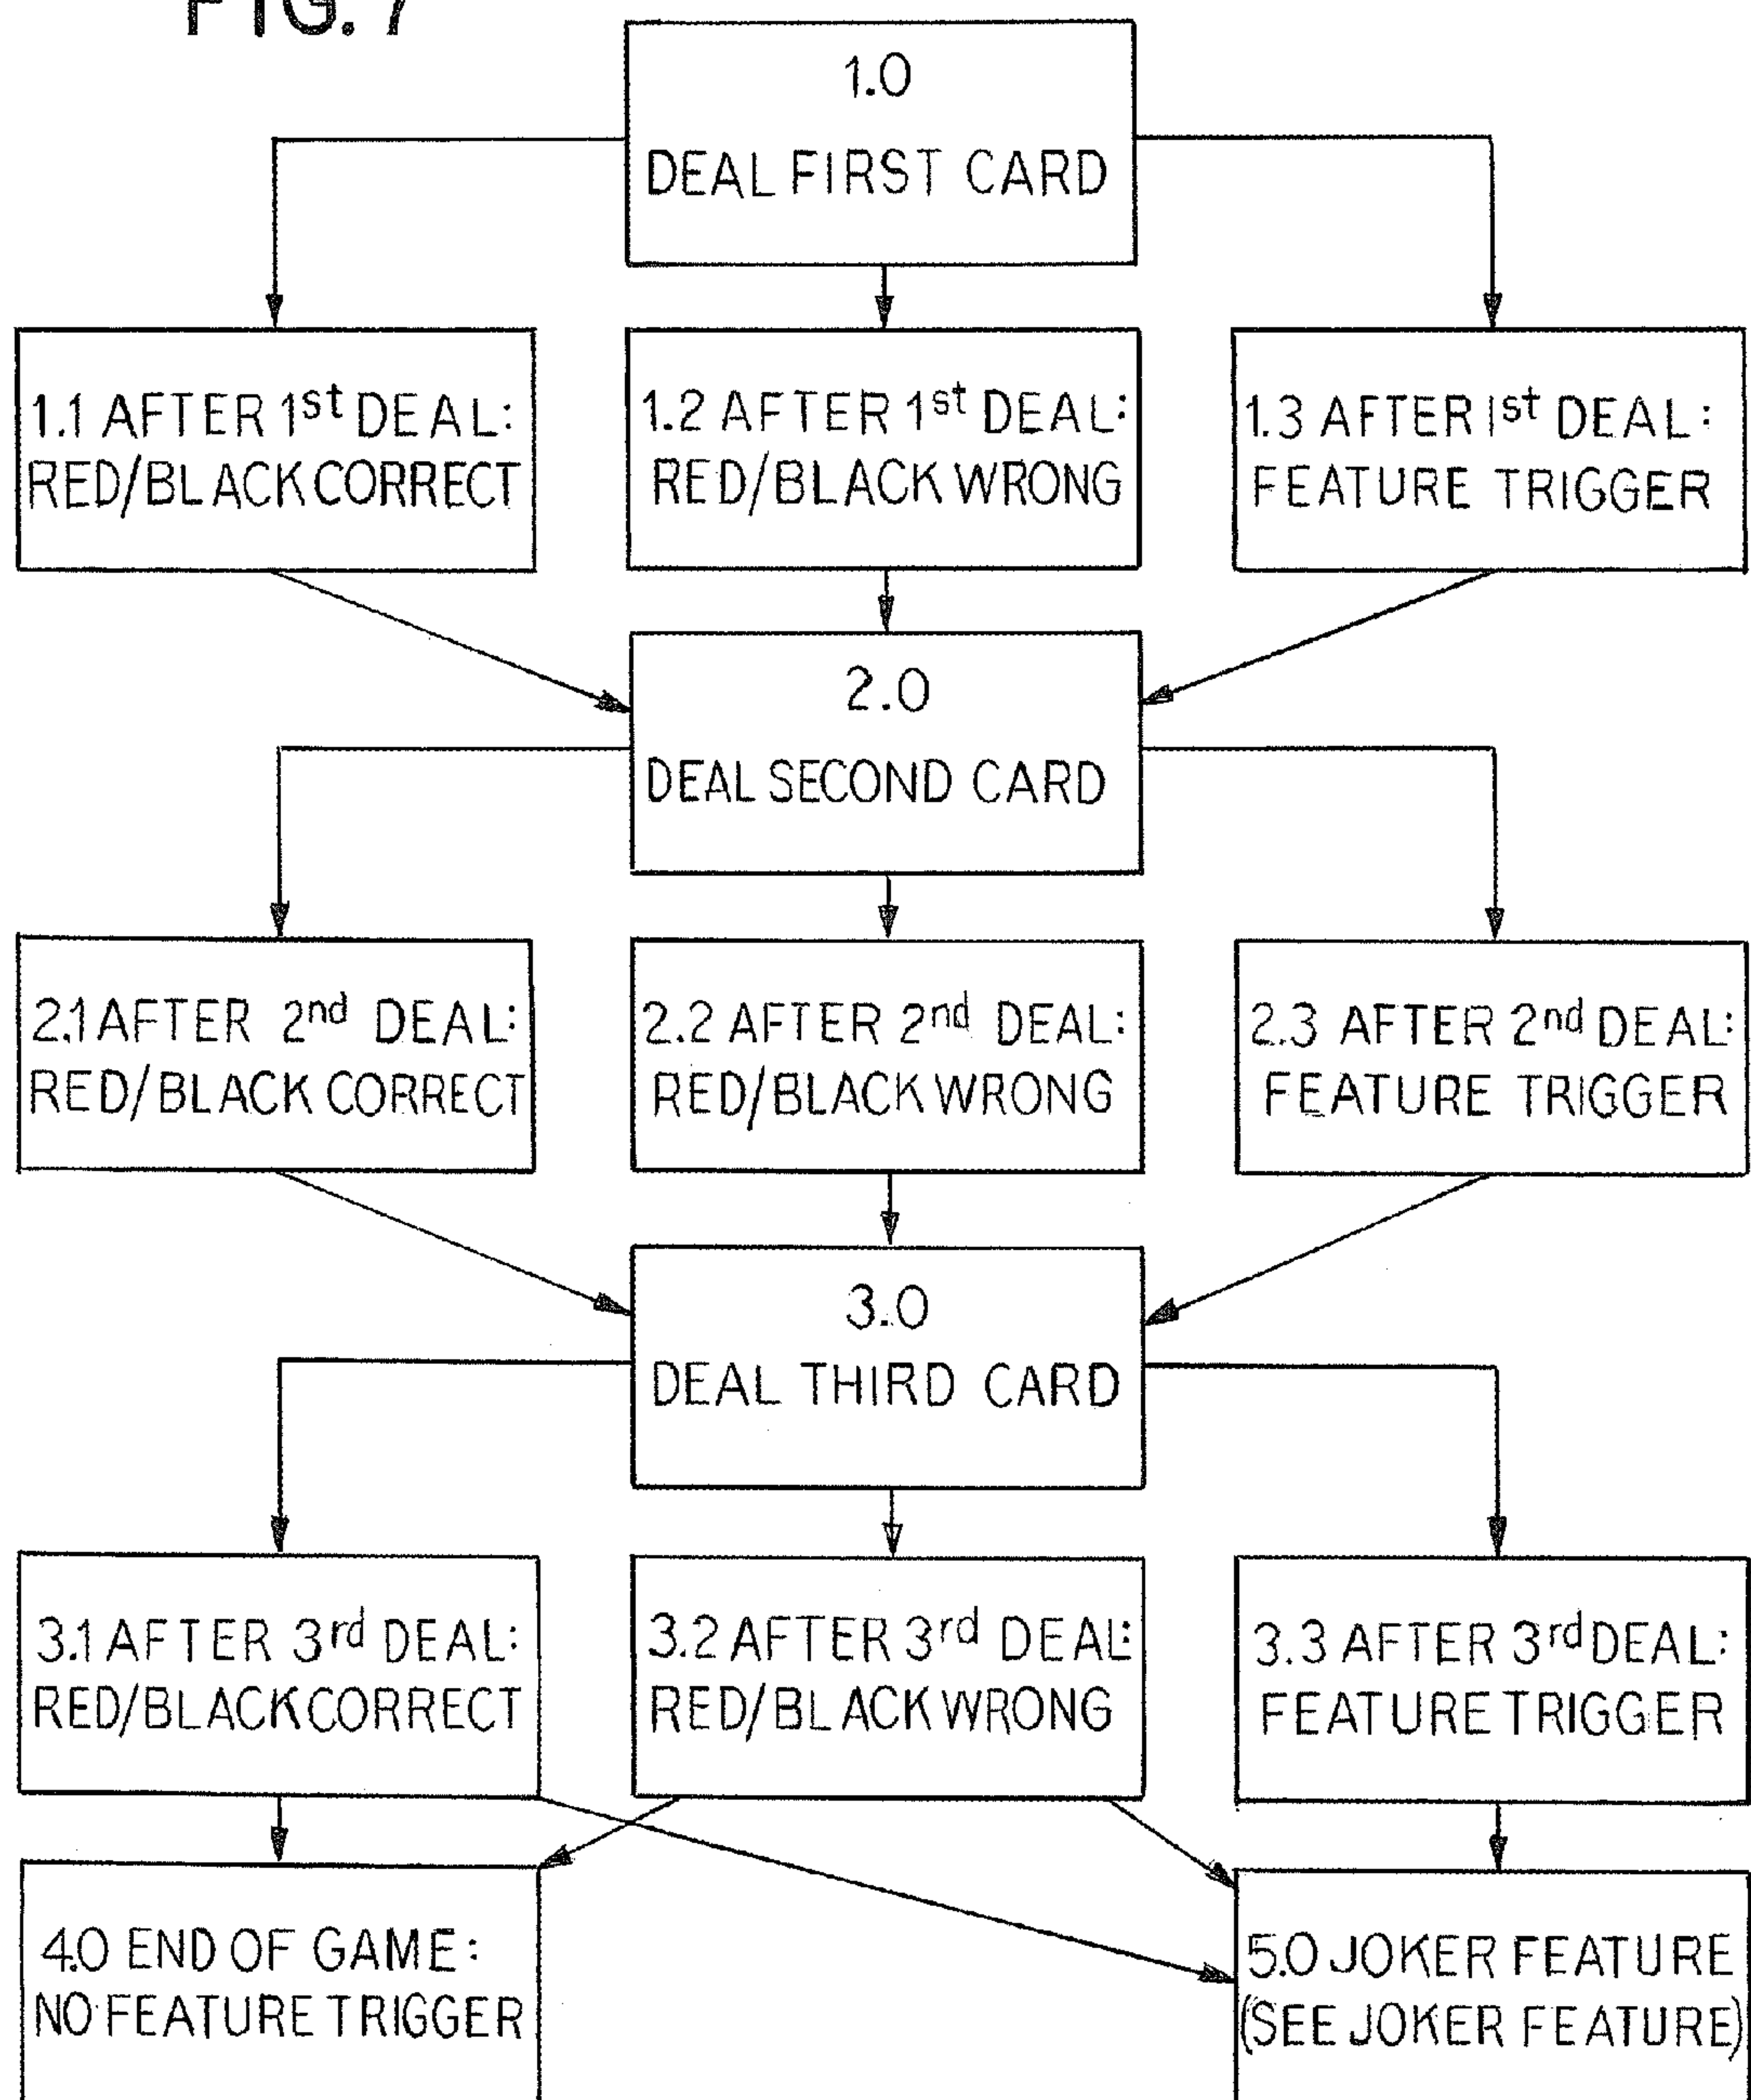 FIG. 7
1.0
DEAL FIRST CARD
1.1 AFTER 1st DEAL:
RED/BLACK CORRECT
1.2 AFTER 1st DEAL:
RED/BLACK WRONG
1.3 AFTER 1st DEAL:
FEATURE TRIGGER
2.0
DEAL SECOND CARD
2.1 AFTER 2nd DEAL:
RED/BLACK CORRECT
2.2 AFTER 2nd DEAL:
RED/BLACK WRONG
2.3 AFTER 2nd DEAL:
FEATURE TRIGGER
3.0
DEAL THIRD CARD
3.1 AFTER 3rd DEAL:
RED/BLACK CORRECT
3.2 AFTER 3rd DEAL:
RED/BLACK WRONG
3.3 AFTER 3rd DEAL:
FEATURE TRIGGER
4.0 END OF GAME:
NO FEATURE TRIGGER
5.0 JOKER FEATURE
(SEE JOKER FEATURE)